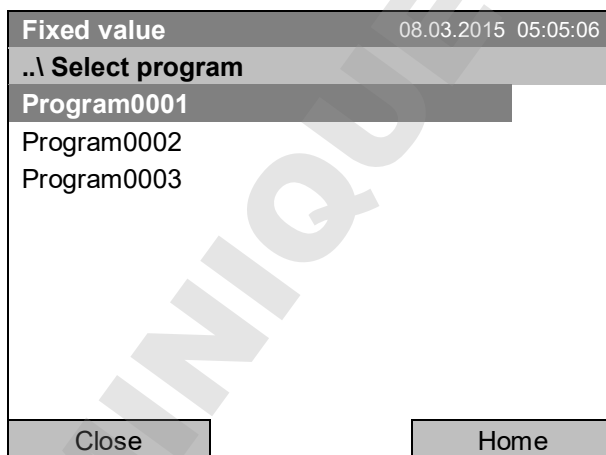 Fixed value 08.03.2015 05:05:06
..\ Select program
Program0001
Program0002
Program0003
Close Home